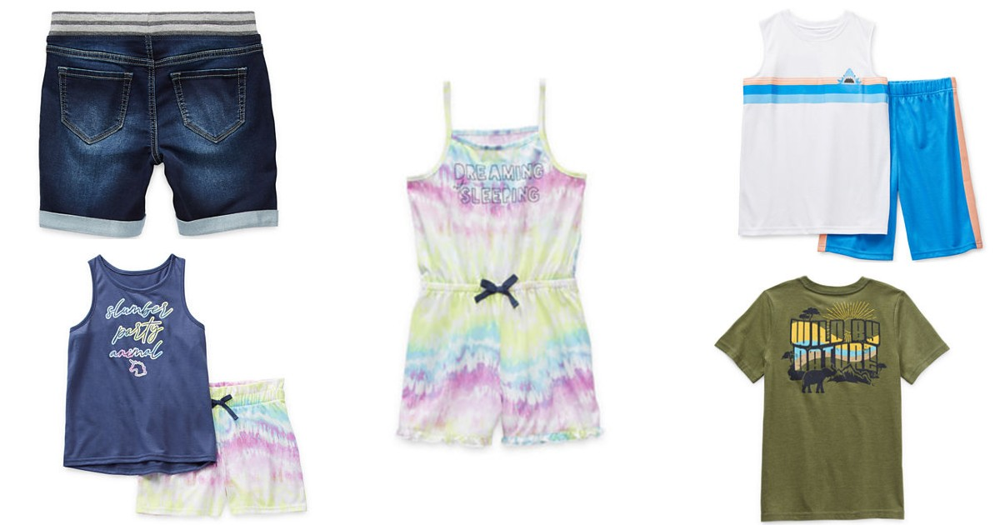 slumber
party
animal
DREAMING
SLEEPING
WILD BY
NATURE